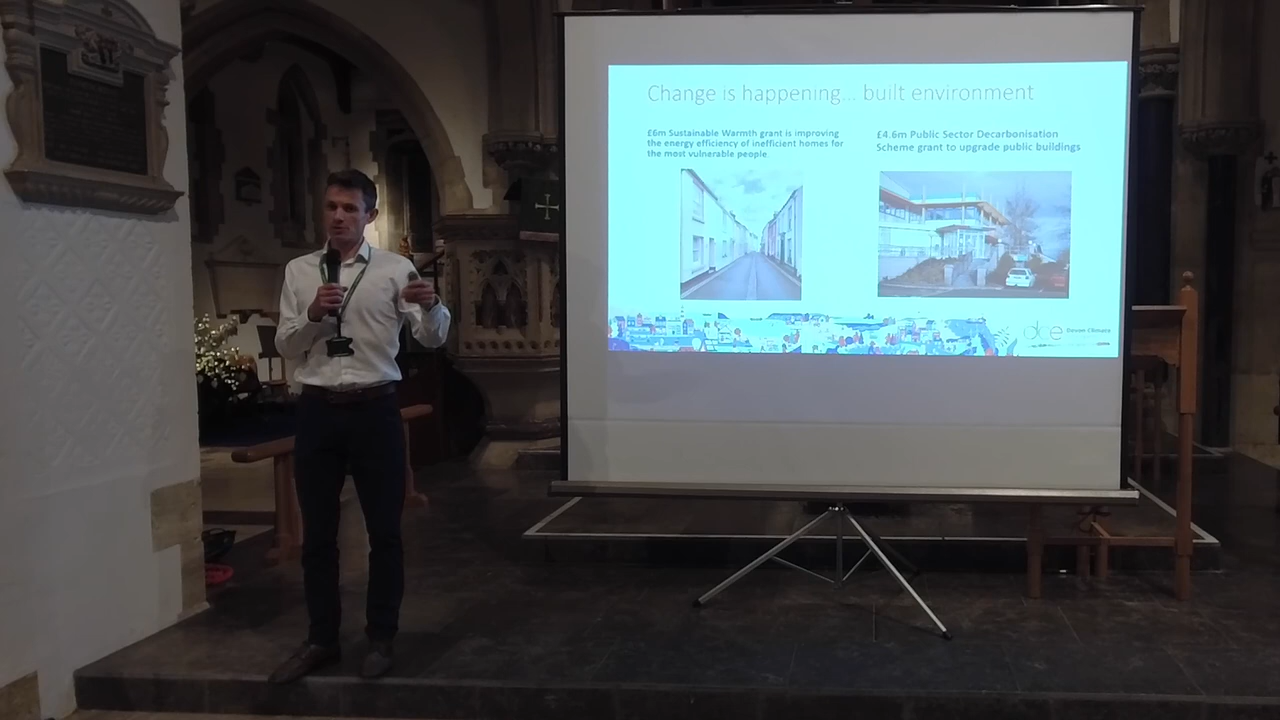 Change is happening... built environment
£6m Sustainable Warmth grant is improving
the energy efficiency of inefficient homes for
the most vulnerable people
£4.6m Public Sector Decarbonisation
Scheme grant to upgrade public buildings
dce Devon Climate